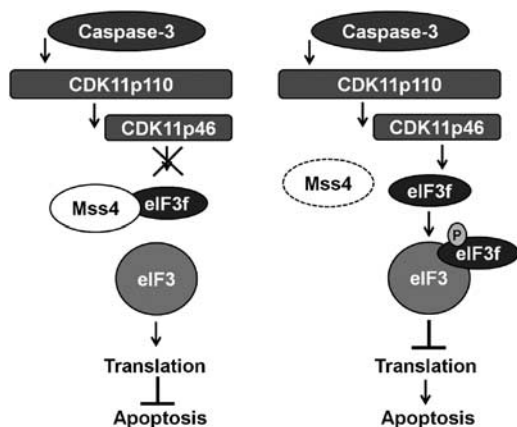 Caspase-3
CDK11p110
CDK11p46
Mss4
eIF3f
eIF3
Translation
Apoptosis
Caspase-3
CDK11p110
CDK11p46
Mss4
eIF3f
P
eIF3f
eIF3
Translation
Apoptosis